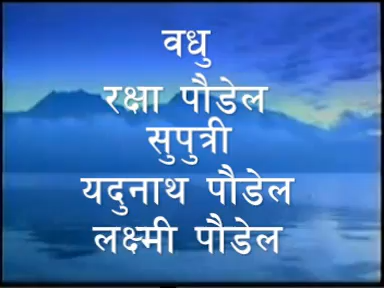 वधु
रक्षा पौडेल
सुपुत्री
यदुनाथ पौडेल
लक्ष्मी पौडेल